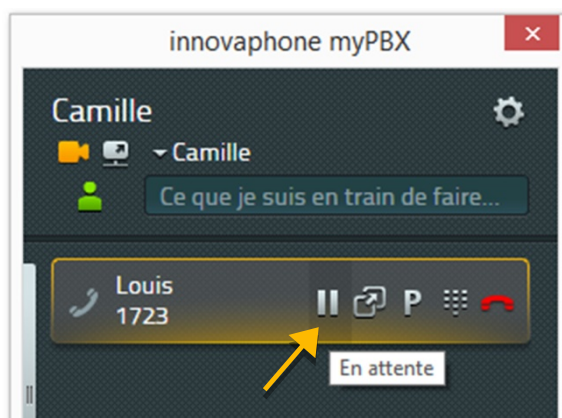 innovaphone myPBX
Camille
Camille
Ce que je suis en train de faire...
Louis
1723
P
En attente